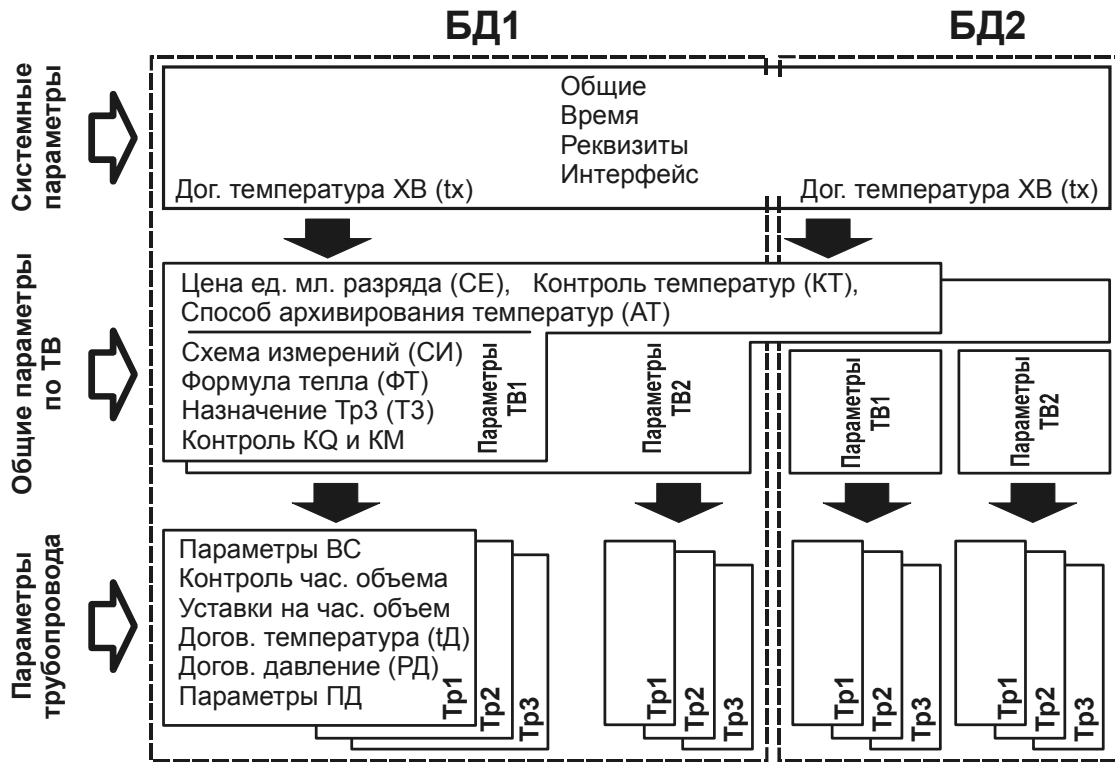 БД1
БД2
Системные
параметры
Общие
Время
Реквизиты
Интерфейс
Дог. температура ХВ (tx)
Дог. температура ХВ (tx)
Общие параметры
по ТВ
Цена ед. мл. разряда (СЕ), Контроль температур (КТ),
Способ архивирования температур (АТ)
Схема измерений (СИ)
Формула тепла (ФТ)
Назначение Тр3 (Т3)
Контроль KQ и КМ
Параметры
ТВ1
Параметры
ТВ2
Параметры
ТВ1
Параметры
ТВ2
Параметры
трубопровода
Параметры ВС
Контроль час. объема
Уставки на час. объем
Догов. температура (tД)
Догов. давление (РД)
Параметры ПД
Тр1
Тр2
Тр3
Тр1
Тр2
Тр3
Тр1
Тр2
Тр3
Тр1
Тр2
Тр3